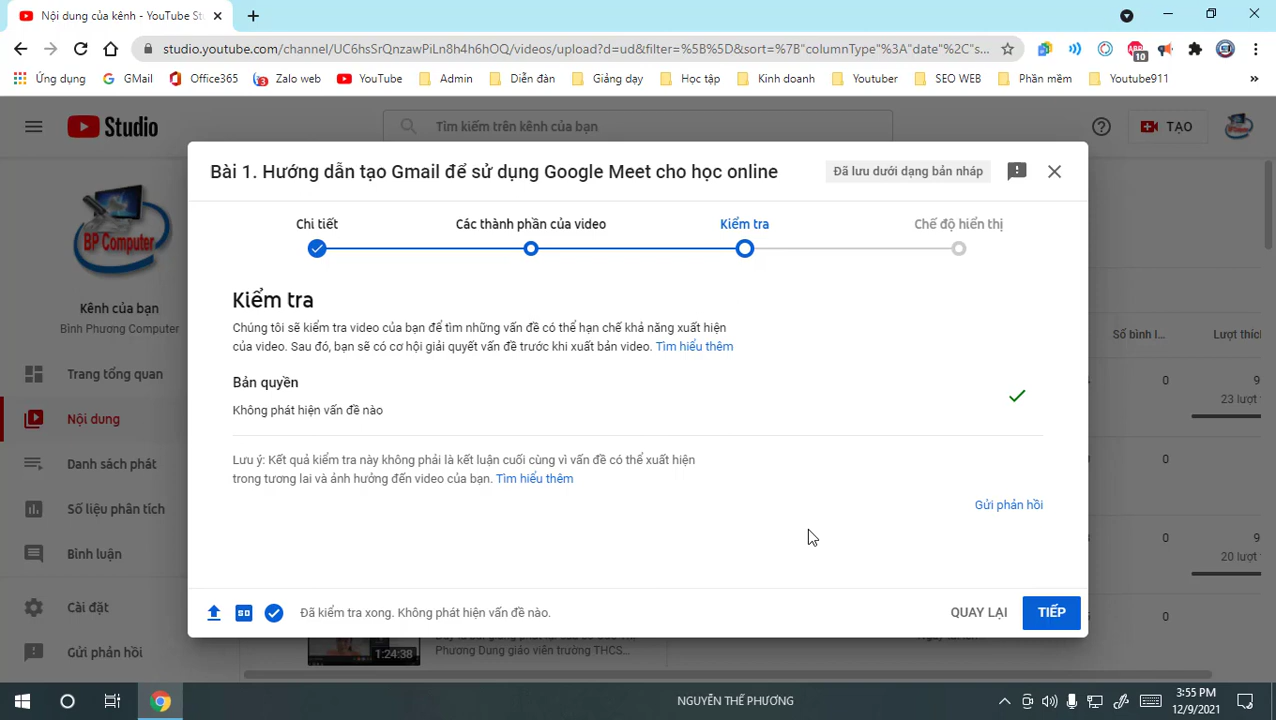 Nội dung của kênh - YouTube St
studio.youtube.com/channel/UC6hsSrQnzawPiLn8h4h6hOQ/videos/upload?d=ud&filter=%5B%5D&sort=%7B"columnType"%3A"date"%2C"s...
10
Ứng dụng
GMail
Office365
Zalo web
YouTube
Admin
Diễn đàn
Giảng dạy
Học tập
Kinh doanh
Youtuber
SEO WEB
Phần mềm
Youtube911
»
Studio
Tìm kiếm trên kênh của bạn
TẠO
BP Computer
Kênh của bạn
Bình Phương Computer
Trang tổng quan
Nội dung
Danh sách phát
Số liệu phân tích
Bình luận
Cài đặt
Gửi phản hồi
Bài 1. Hướng dẫn tạo Gmail để sử dụng Google Meet cho học online
Đã lưu dưới dạng bản nháp
Chi tiết
Các thành phần của video
Kiểm tra
Chế độ hiển thị
Kiểm tra
Chúng tôi sẽ kiểm tra video của bạn để tìm những vấn đề có thể hạn chế khả năng xuất hiện
của video. Sau đó, bạn sẽ có cơ hội giải quyết vấn đề trước khi xuất bản video. Tìm hiểu thêm
Bản quyền
Không phát hiện vấn đề nào
Lưu ý: Kết quả kiểm tra này không phải là kết luận cuối cùng vì vấn đề có thể xuất hiện
trong tương lai và ảnh hưởng đến video của bạn. Tìm hiểu thêm
Gửi phản hồi
SD
Đã kiểm tra xong. Không phát hiện vấn đề nào.
QUAY LẠI
TIẾP
Số bình l...
Lượt thíc
0
9
23 lượt
0
0
9
20 lượt
0
1:24:38
Phương Dung giáo viên trường THCS...
NGUYỄN THẾ PHƯƠNG
3:55 PM
12/9/2021